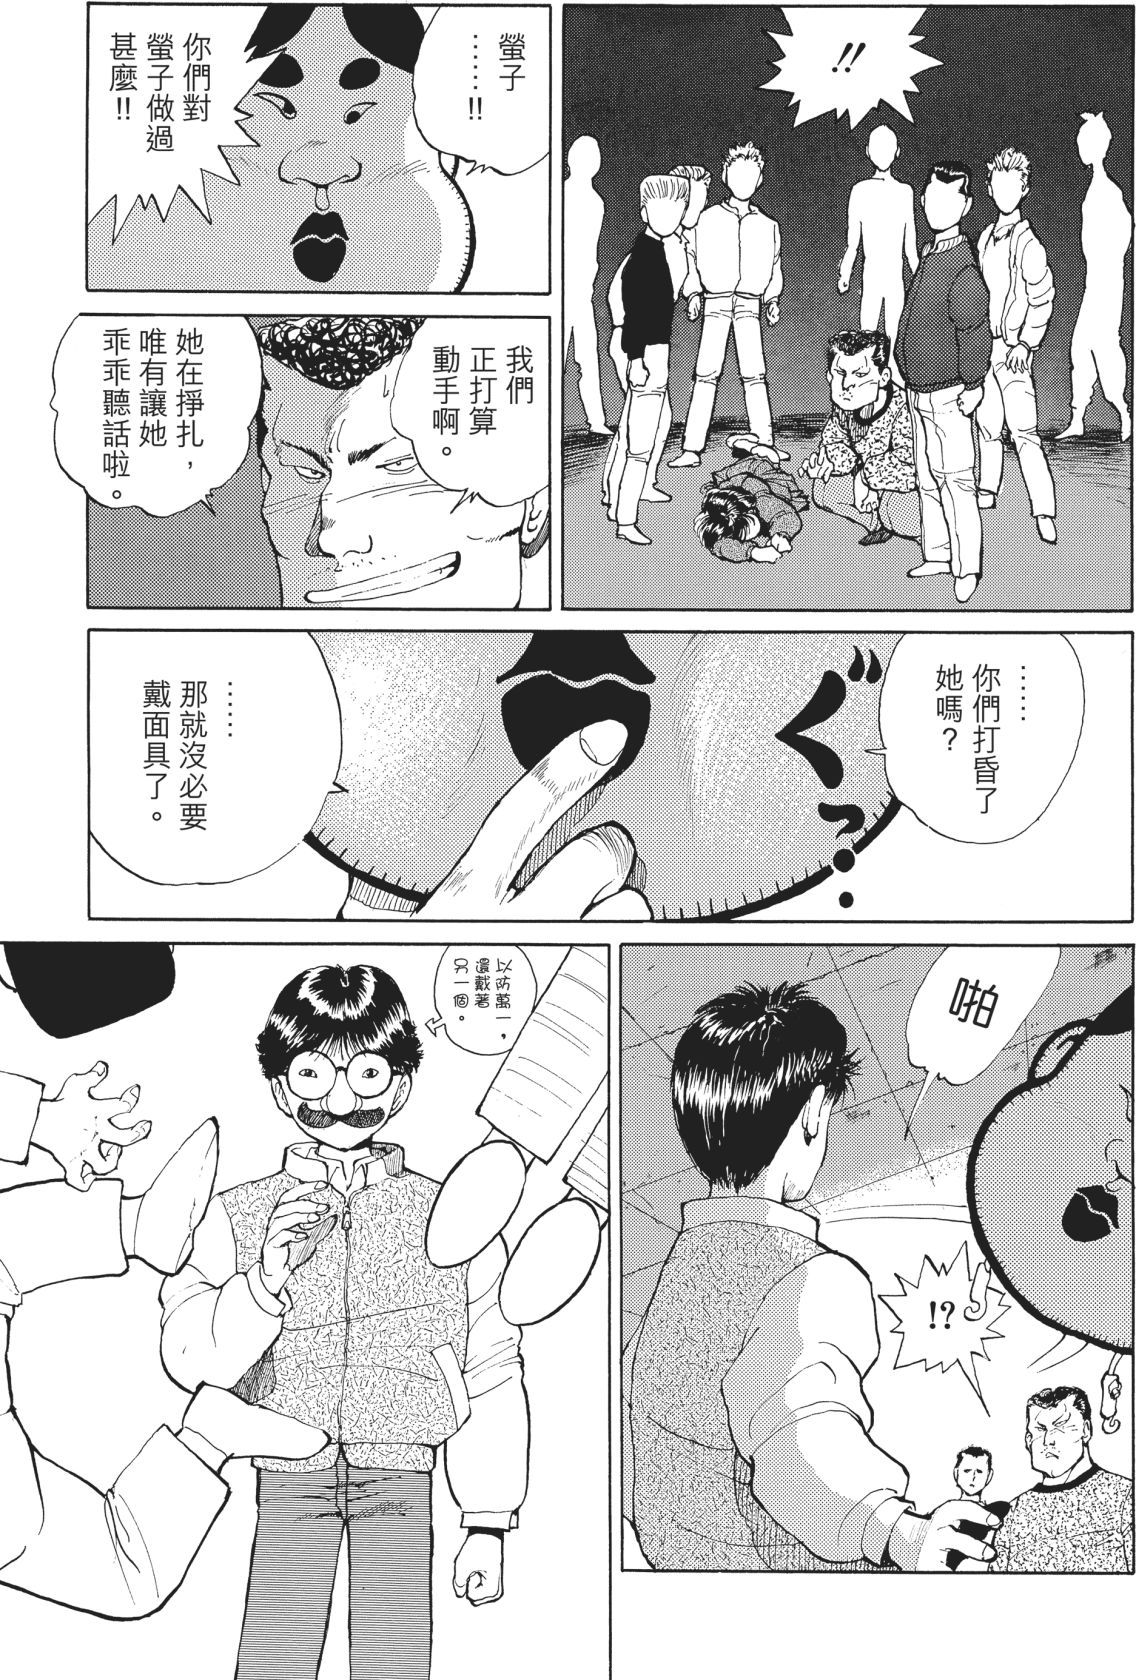 !!
螢子
⋯⋯!!
你們對
螢子做過
甚麼!!
我們
正打算
動手啊。
她在掙扎，
唯有讓她
乖乖聽話啦。
⋯⋯
你們打昏了
她嗎？
ぐ？‥
⋯⋯
那就沒必要
戴面具了。
啪
!?
以防萬一，
還戴著
另一個。